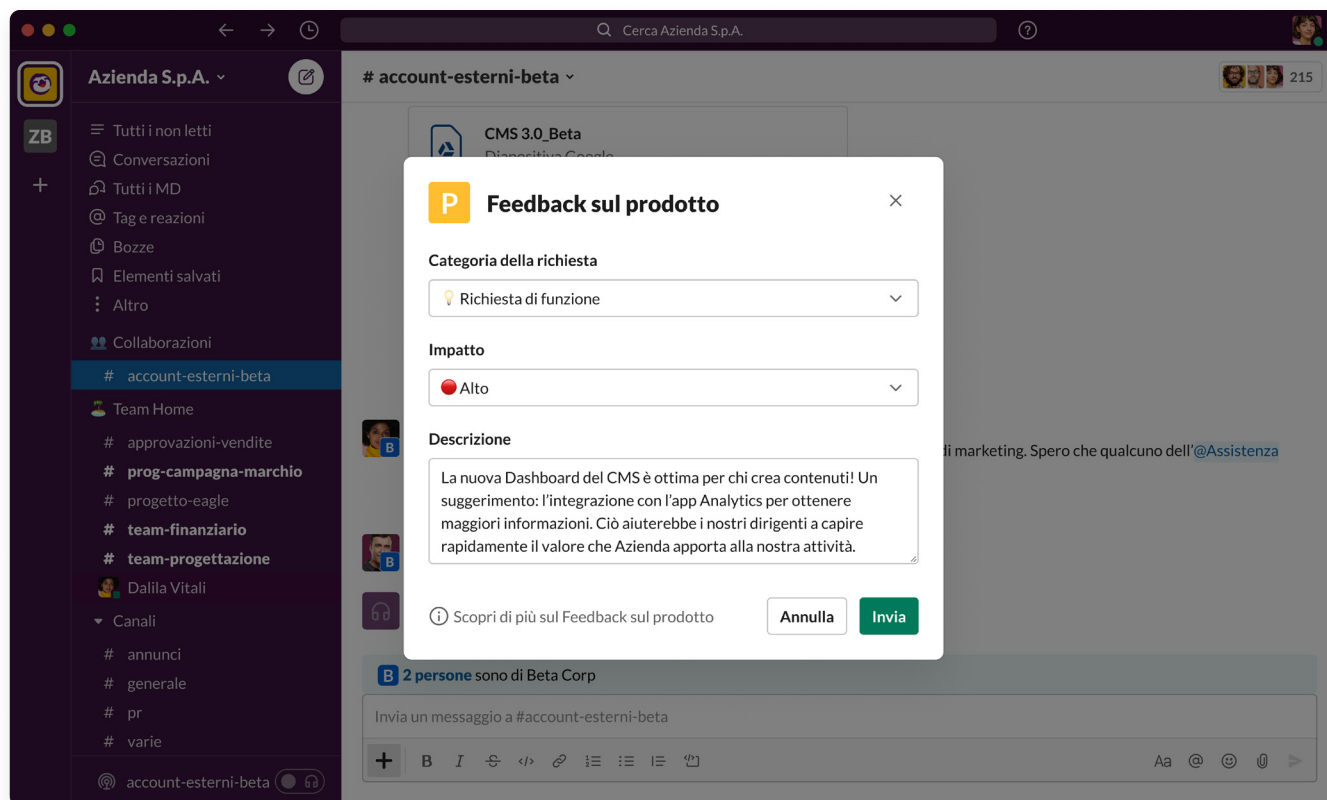 Cerca Azienda S.p.A.
Azienda S.p.A.
ZB
Tutti i non letti
Conversazioni
Tutti i MD
Tag e reazioni
Bozze
Elementi salvati
Altro
Collaborazioni
# account-esterni-beta
Team Home
# approvazioni-vendite
# prog-campagna-marchio
# progetto-eagle
# team-finanziario
# team-progettazione
Dalila Vitali
Canali
# annunci
# generale
# pr
# varie
account-esterni-beta
# account-esterni-beta
215
CMS 3.0_Beta
Diapositiva Google
P Feedback sul prodotto
Categoria della richiesta
Richiesta di funzione
Impatto
Alto
Descrizione
La nuova Dashboard del CMS è ottima per chi crea contenuti! Un
suggerimento: l’integrazione con l’app Analytics per ottenere
maggiori informazioni. Ciò aiuterebbe i nostri dirigenti a capire
rapidamente il valore che Azienda apporta alla nostra attività.
Scopri di più sul Feedback sul prodotto
Annulla
Invia
B
di marketing. Spero che qualcuno dell’@Assistenza
B
B 2 persone sono di Beta Corp
Invia un messaggio a #account-esterni-beta
B I S Aa @